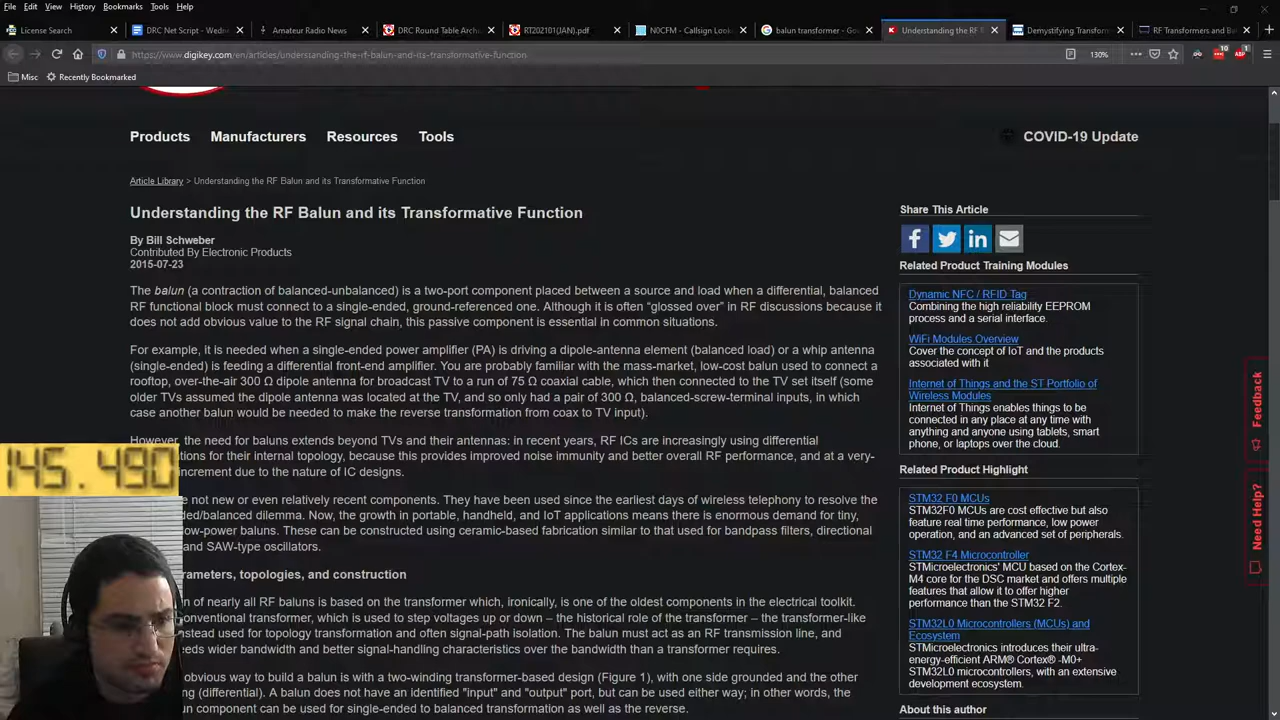 File Edit View History Bookmarks Tools Help
License Search
DRC Net Script - Wedn
Amateur Radio News
DRC Round Table Arch
RT202101(JAN).pdf
N0CFM - Callsign Look
balun transformer - Go
Understanding the RF B
Demystifying Transform
RF Transformers and Bu
https://www.digikey.com/en/articles/understanding-the-rf-balun-and-its-transformative-function
130%
10
1
Misc Recently Bookmarked
Products Manufacturers Resources Tools
COVID-19 Update
Article Library > Understanding the RF Balun and its Transformative Function
Understanding the RF Balun and its Transformative Function
By Bill Schweber
Contributed By Electronic Products
2015-07-23
The balun (a contraction of balanced-unbalanced) is a two-port component placed between a source and load when a differential, balanced
RF functional block must connect to a single-ended, ground-referenced one. Although it is often “glossed over” in RF discussions because it
does not add obvious value to the RF signal chain, this passive component is essential in common situations.
For example, it is needed when a single-ended power amplifier (PA) is driving a dipole-antenna element (balanced load) or a whip antenna
(single-ended) is feeding a differential front-end amplifier. You are probably familiar with the mass-market, low-cost balun used to connect a
rooftop, over-the-air 300 Ω dipole antenna for broadcast TV to a run of 75 Ω coaxial cable, which then connected to the TV set itself (some
older TVs assumed the dipole antenna was located at the TV, and so only had a pair of 300 Ω, balanced-screw-terminal inputs, in which
case another balun would be needed to make the reverse transformation from coax to TV input).
However, the need for baluns extends beyond TVs and their antennas: in recent years, RF ICs are increasingly using differential
ations for their internal topology, because this provides improved noise immunity and better overall RF performance, and at a very-
increment due to the nature of IC designs.
not new or even relatively recent components. They have been used since the earliest days of wireless telephony to resolve the
ded/balanced dilemma. Now, the growth in portable, handheld, and IoT applications means there is enormous demand for tiny,
ow-power baluns. These can be constructed using ceramic-based fabrication similar to that used for bandpass filters, directional
and SAW-type oscillators.
rameters, topologies, and construction
n of nearly all RF baluns is based on the transformer which, ironically, is one of the oldest components in the electrical toolkit.
onventional transformer, which is used to step voltages up or down – the historical role of the transformer – the transformer-like
nstead used for topology transformation and often signal-path isolation. The balun must act as an RF transmission line, and
eeds wider bandwidth and better signal-handling characteristics over the bandwidth than a transformer requires.
obvious way to build a balun is with a two-winding transformer-based design (Figure 1), with one side grounded and the other
ng (differential). A balun does not have an identified "input" and "output" port, but can be used either way; in other words, the
un component can be used for single-ended to balanced transformation as well as the reverse.
145.490
Share This Article
Related Product Training Modules
Dynamic NFC / RFID Tag
Combining the high reliability EEPROM
process and a serial interface.
WiFi Modules Overview
Cover the concept of IoT and the products
associated with it
Internet of Things and the ST Portfolio of
Wireless Modules
Internet of Things enables things to be
connected in any place at any time with
anything and anyone using tablets, smart
phone, or laptops over the cloud.
Related Product Highlight
STM32 F0 MCUs
STM32F0 MCUs are cost effective but also
feature real time performance, low power
operation, and an advanced set of peripherals.
STM32 F4 Microcontroller
STMicroelectronics' MCU based on the Cortex-
M4 core for the DSC market and offers multiple
features that allow it to offer higher
performance than the STM32 F2.
STM32L0 Microcontrollers (MCUs) and
Ecosystem
STMicroelectronics introduces their ultra-
energy-efficient ARM® Cortex® -M0+
STM32L0 microcontrollers, with an extensive
development ecosystem.
About this author
Feedback
Need Help?